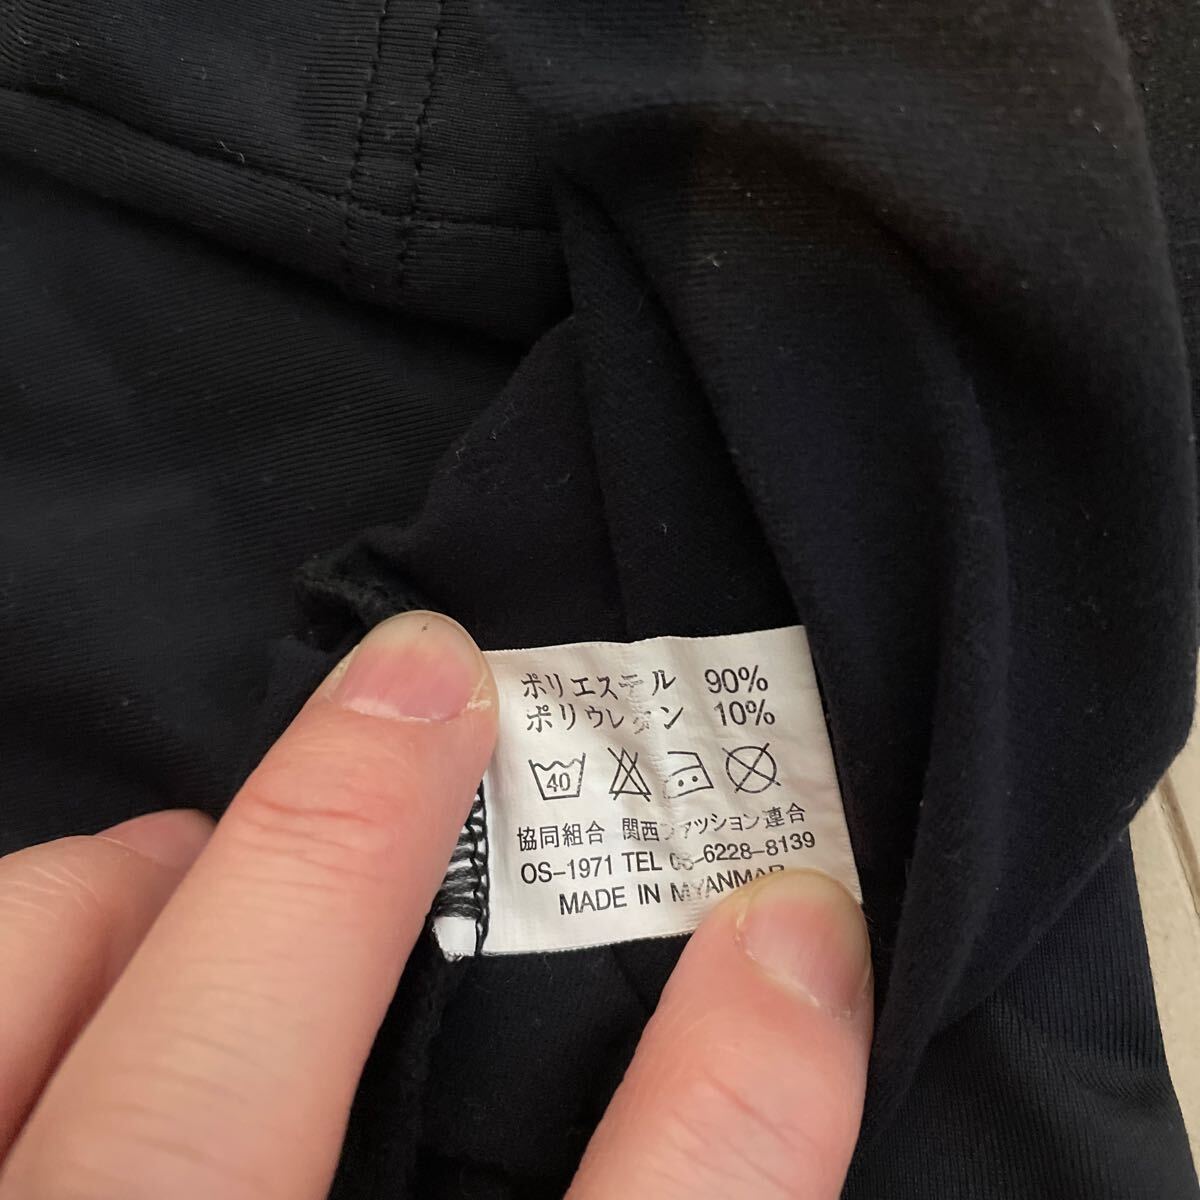 ポリエステル 90%
ポリウレタン 10%
40
協同組合 関西ファッション連合
OS-1971 TEL 06-6228-8139
MADE IN MYANMAR